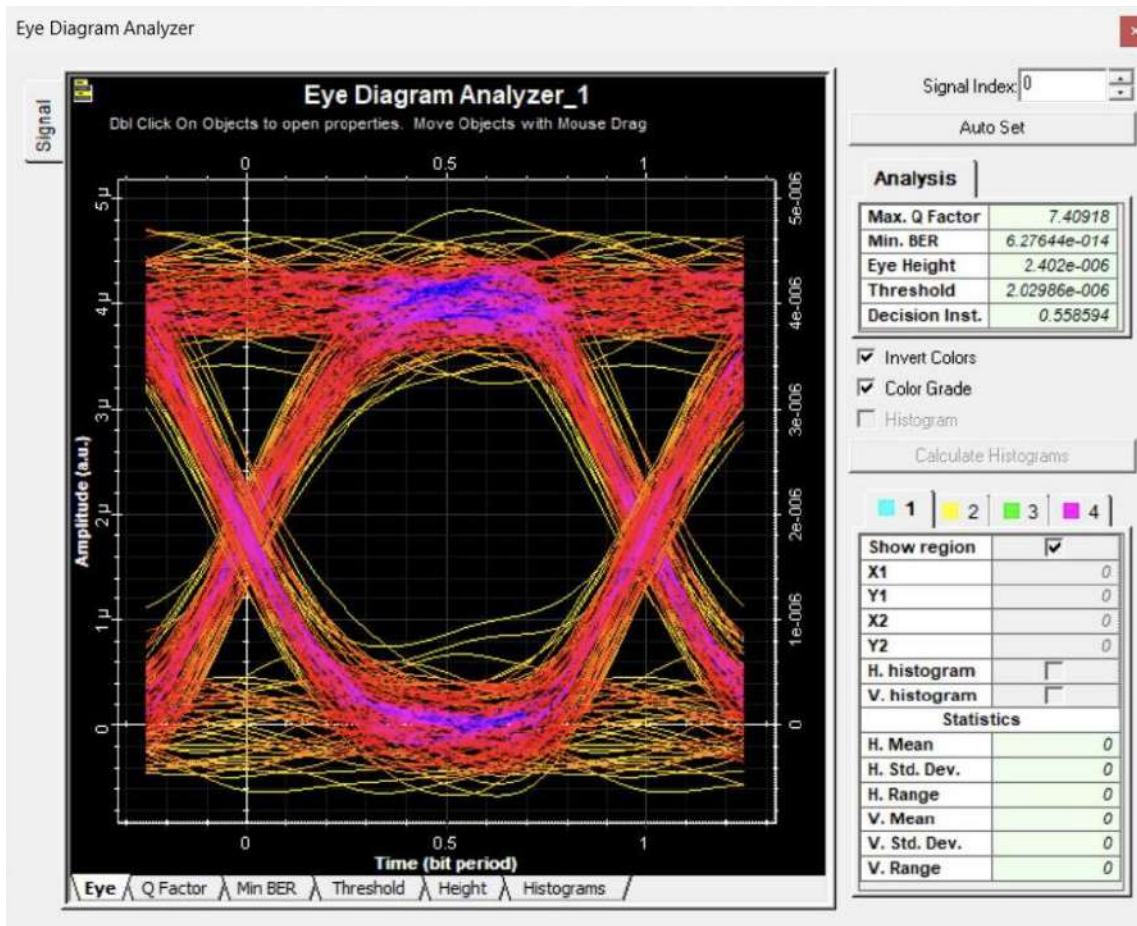 Eye Diagram Analyzer
Signal
Eye Diagram Analyzer_1
Dbl Click On Objects to open properties. Move Objects with Mouse Drag
0 0.5 1
5 µ
4 µ
3 µ
2 µ
1 µ
0
Amplitude (a.u.)
5e-006
4e-006
3e-006
2e-006
1e-006
0
0 0.5 1
Time (bit period)
Eye Q Factor Min BER Threshold Height Histograms
Signal Index: 0
Auto Set
Analysis
Max. Q Factor 7.40918
Min. BER 6.27644e-014
Eye Height 2.402e-006
Threshold 2.02986e-006
Decision Inst. 0.558594
Invert Colors
Color Grade
Histogram
Calculate Histograms
1 2 3 4
Show region
X1 0
Y1 0
X2 0
Y2 0
H. histogram
V. histogram
Statistics
H. Mean 0
H. Std. Dev. 0
H. Range 0
V. Mean 0
V. Std. Dev. 0
V. Range 0